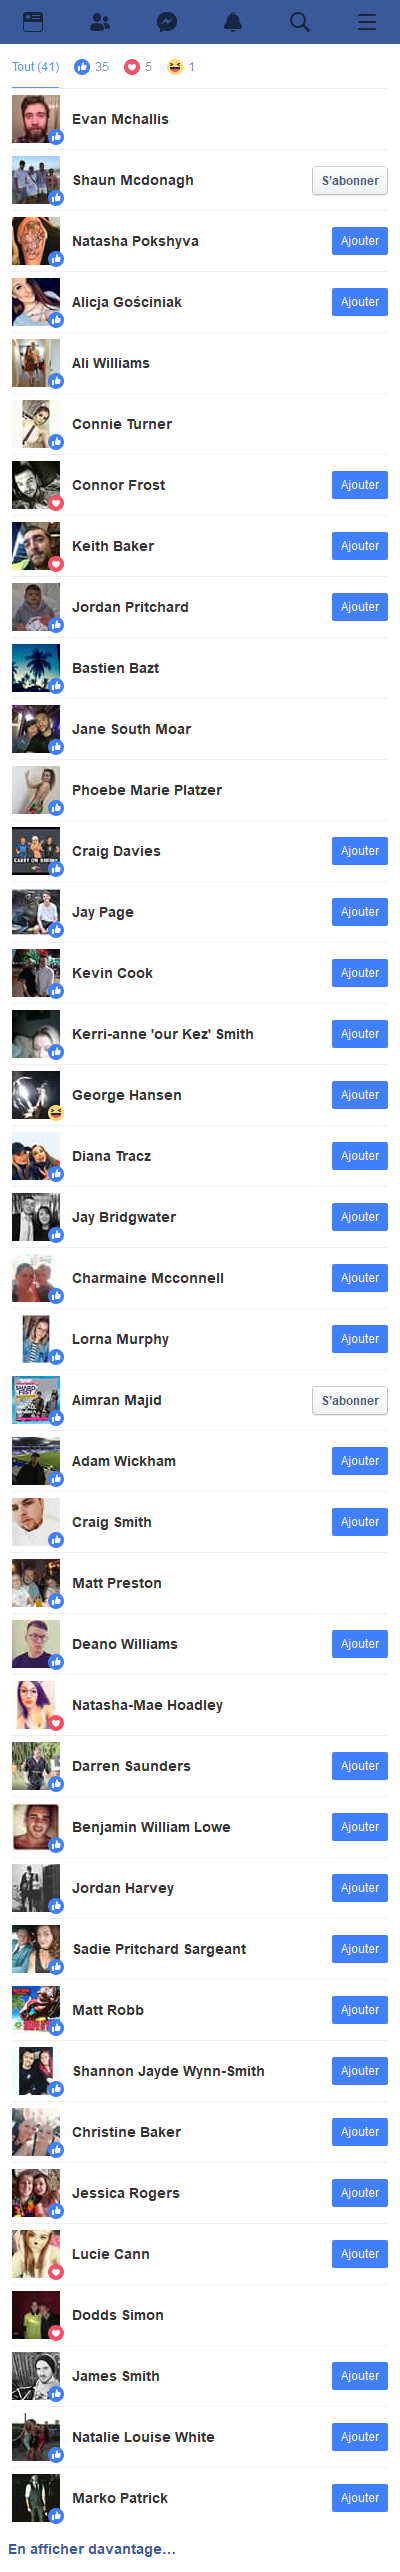 Tout (41) 35 5 1
Evan Mchallis
Shaun Mcdonagh S'abonner
Natasha Pokshyva Ajouter
Alicja Gościniak Ajouter
Ali Williams
Connie Turner
Connor Frost Ajouter
Keith Baker Ajouter
Jordan Pritchard Ajouter
Bastien Bazt
Jane South Moar
Phoebe Marie Platzer
Craig Davies Ajouter
Jay Page Ajouter
Kevin Cook Ajouter
Kerri-anne 'our Kez' Smith Ajouter
George Hansen Ajouter
Diana Tracz Ajouter
Jay Bridgwater Ajouter
Charmaine Mcconnell Ajouter
Lorna Murphy Ajouter
Aimran Majid S'abonner
Adam Wickham Ajouter
Craig Smith Ajouter
Matt Preston
Deano Williams Ajouter
Natasha-Mae Hoadley
Darren Saunders Ajouter
Benjamin William Lowe Ajouter
Jordan Harvey Ajouter
Sadie Pritchard Sargeant Ajouter
Matt Robb Ajouter
Shannon Jayde Wynn-Smith Ajouter
Christine Baker Ajouter
Jessica Rogers Ajouter
Lucie Cann Ajouter
Dodds Simon
James Smith Ajouter
Natalie Louise White Ajouter
Marko Patrick Ajouter
En afficher davantage...